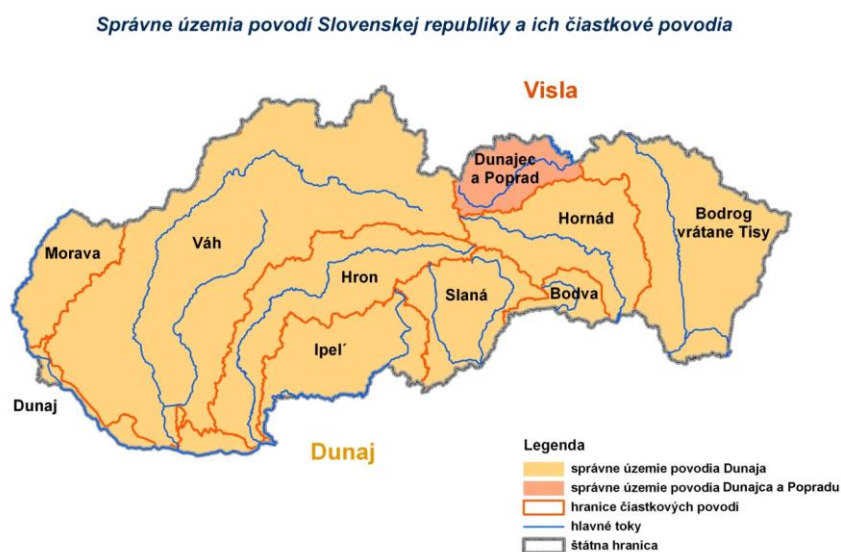 Správne územia povodí Slovenskej republiky a ich čiastkové povodia
Visla
Dunajec
a Poprad
Hornád
Bodrog
vrátane Tisy
Morava
Váh
Hron
Slaná
Bodva
Ipeľ
Dunaj
Dunaj
Legenda
správne územie povodia Dunaja
správne územie povodia Dunajca a Popradu
hranice čiastkových povodí
hlavné toky
štátna hranica